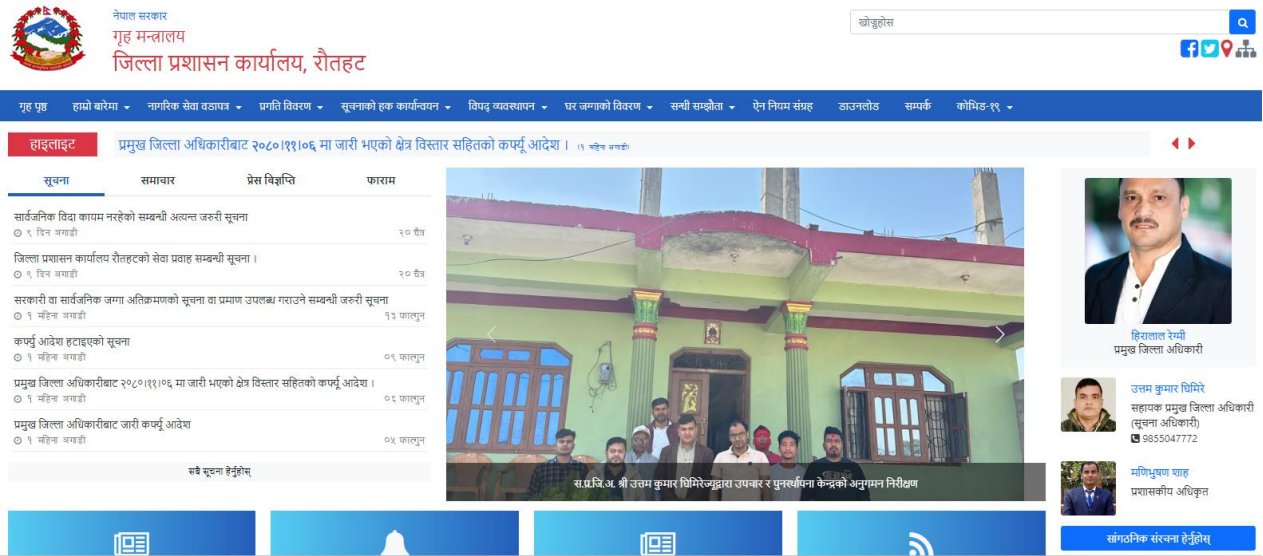 नेपाल सरकार
गृह मन्त्रालय
जिल्ला प्रशासन कार्यालय, रौतहट
खोज्नुहोस
गृह पृष्ठ हाम्रो बारेमा नागरिक सेवा वडापत्र प्रगति विवरण सूचनाको हक कार्यान्वयन विपद् व्यवस्थापन घर जग्गाको विवरण सन्धी सम्झौता ऐन नियम संग्रह डाउनलोड सम्पर्क कोभिड-१९
हाइलाइट प्रमुख जिल्ला अधिकारीबाट २०८०।११।०६ मा जारी भएको क्षेत्र विस्तार सहितको कर्फ्यू आदेश । (१ महिना अगाडी)
सूचना समाचार प्रेस विज्ञप्ति फाराम
सार्वजनिक विदा कायम नरहेको सम्बन्धी अत्यन्त जरुरी सूचना
९ दिन अगाडी २० चैत्र
जिल्ला प्रशासन कार्यालय रौतहटको सेवा प्रवाह सम्बन्धी सूचना ।
९ दिन अगाडी २० चैत्र
सरकारी वा सार्वजनिक जग्गा अतिक्रमणको सूचना वा प्रमाण उपलब्ध गराउने सम्बन्धी जरुरी सूचना
१ महिना अगाडी १३ फाल्गुन
कर्फ्यु आदेश हटाइएको सूचना
१ महिना अगाडी ०९ फाल्गुन
प्रमुख जिल्ला अधिकारीबाट २०८०।११।०६ मा जारी भएको क्षेत्र विस्तार सहितको कर्फ्यू आदेश ।
१ महिना अगाडी ०६ फाल्गुन
प्रमुख जिल्ला अधिकारीबाट जारी कर्फ्यू आदेश
१ महिना अगाडी ०५ फाल्गुन
सबै सूचना हेर्नुहोस्
स.प्र.जि.अ. श्री उत्तम कुमार घिमिरेज्यूद्वारा उपचार र पुनर्स्थापना केन्द्रको अनुगमन निरीक्षण
हिरालाल रेग्मी
प्रमुख जिल्ला अधिकारी
उत्तम कुमार घिमिरे
सहायक प्रमुख जिल्ला अधिकारी
(सूचना अधिकारी)
9855047772
मणिभुषण शाह
प्रशासकीय अधिकृत
सांगठनिक संरचना हेर्नुहोस्